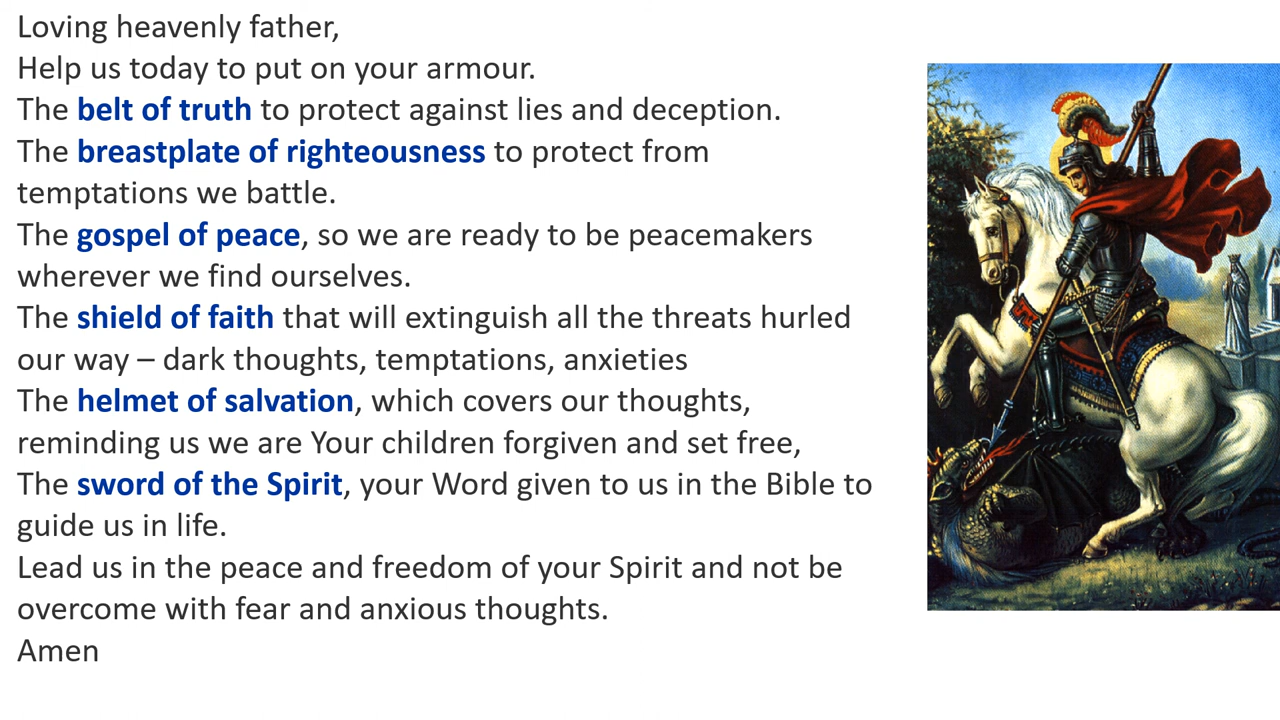 Loving heavenly father,
Help us today to put on your armour.
The belt of truth to protect against lies and deception.
The breastplate of righteousness to protect from
temptations we battle.
The gospel of peace, so we are ready to be peacemakers
wherever we find ourselves.
The shield of faith that will extinguish all the threats hurled
our way – dark thoughts, temptations, anxieties
The helmet of salvation, which covers our thoughts,
reminding us we are Your children forgiven and set free,
The sword of the Spirit, your Word given to us in the Bible to
guide us in life.
Lead us in the peace and freedom of your Spirit and not be
overcome with fear and anxious thoughts.
Amen